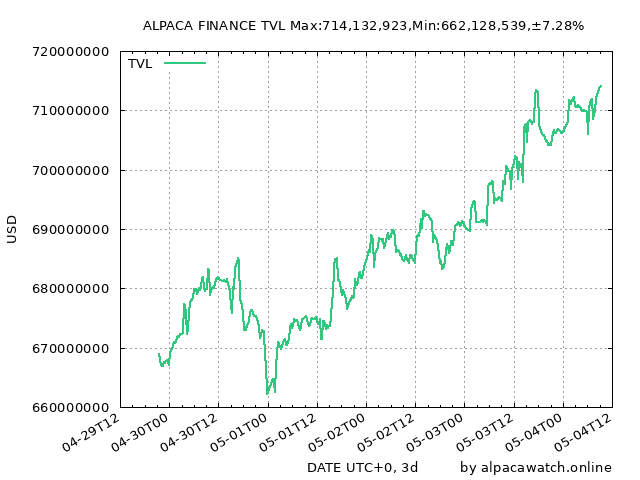 ALPACA FINANCE TVL Max:714,132,923,Min:662,128,539,±7.28%
720000000
TVL
710000000
700000000
690000000
USD
680000000
670000000
660000000
04-29T12
04-30T00
04-30T12
05-01T00
05-01T12
05-02T00
05-02T12
05-03T00
05-03T12
05-04T00
05-04T12
DATE UTC+0, 3d
by alpacawatch.online